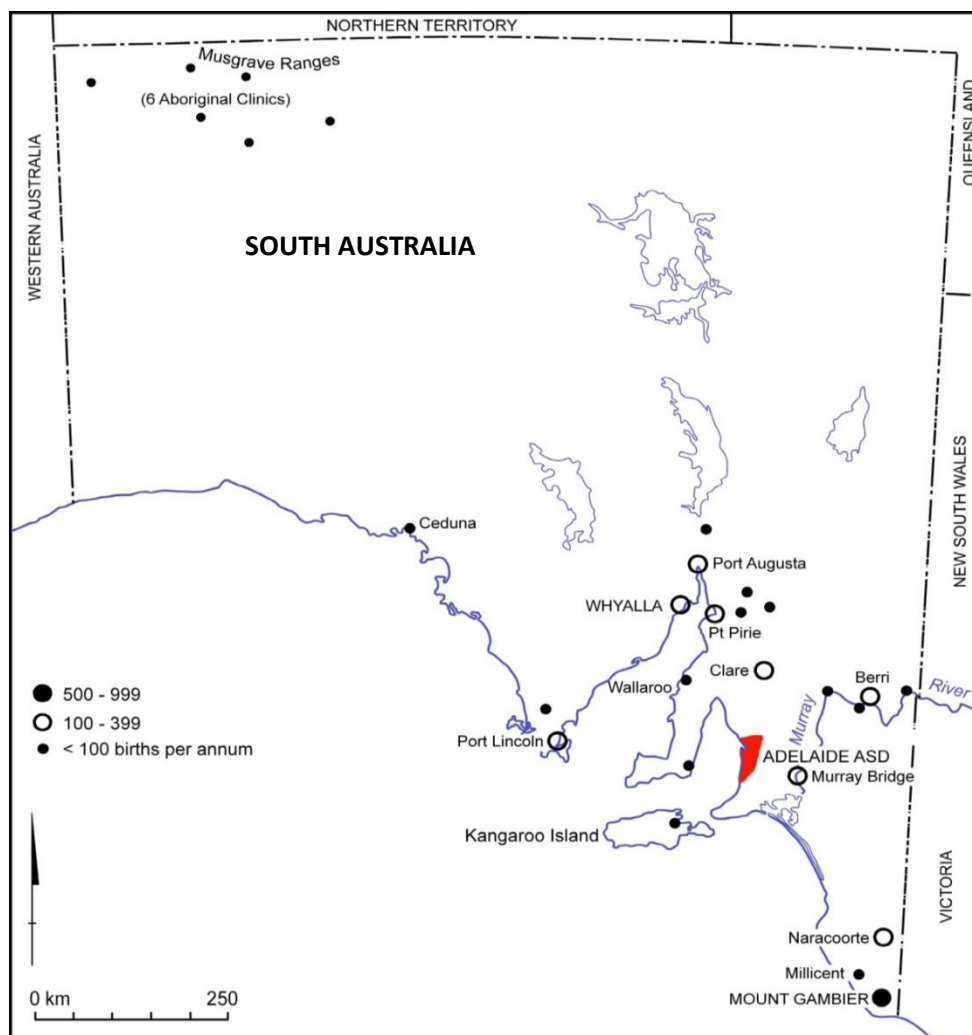 NORTHERN TERRITORY
Musgrave Ranges
(6 Aboriginal Clinics)
WESTERN AUSTRALIA
QUEENSLAND
SOUTH AUSTRALIA
NEW SOUTH WALES
Ceduna
Port Augusta
WHYALLA
Pt Pirie
Clare
Berri
Wallaroo
River
Murray
500 - 999
100 - 399
< 100 births per annum
Port Lincoln
ADELAIDE ASD
Murray Bridge
Kangaroo Island
VICTORIA
Naracoorte
Millicent
MOUNT GAMBIER
0 km 250